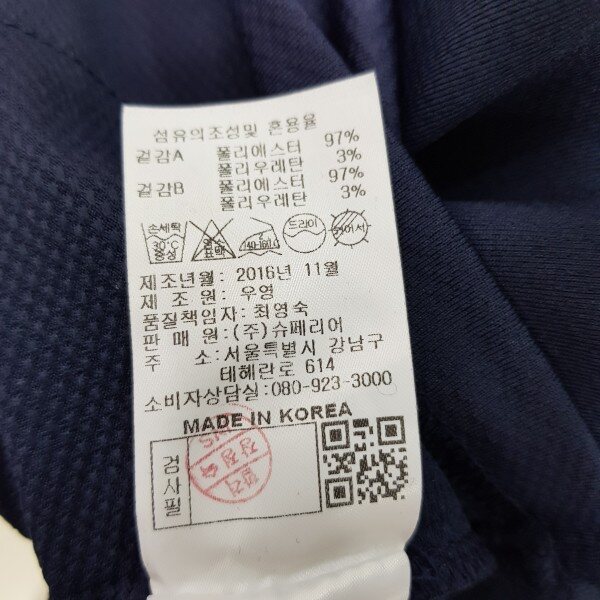 섬유의조성및 혼용율
겉감A 폴리에스터 97%
폴리우레탄 3%
겉감B 폴리에스터 97%
폴리우레탄 3%
손세탁 30℃ 중성 염소 표백 드라이
제조년월: 2016년 11월
제 조 원: 우영
품질책임자: 최영숙
판 매 원: (주)슈페리어
주 소:서울특별시 강남구
테헤란로 614
소비자상담실:080-923-3000
MADE IN KOREA
검사필